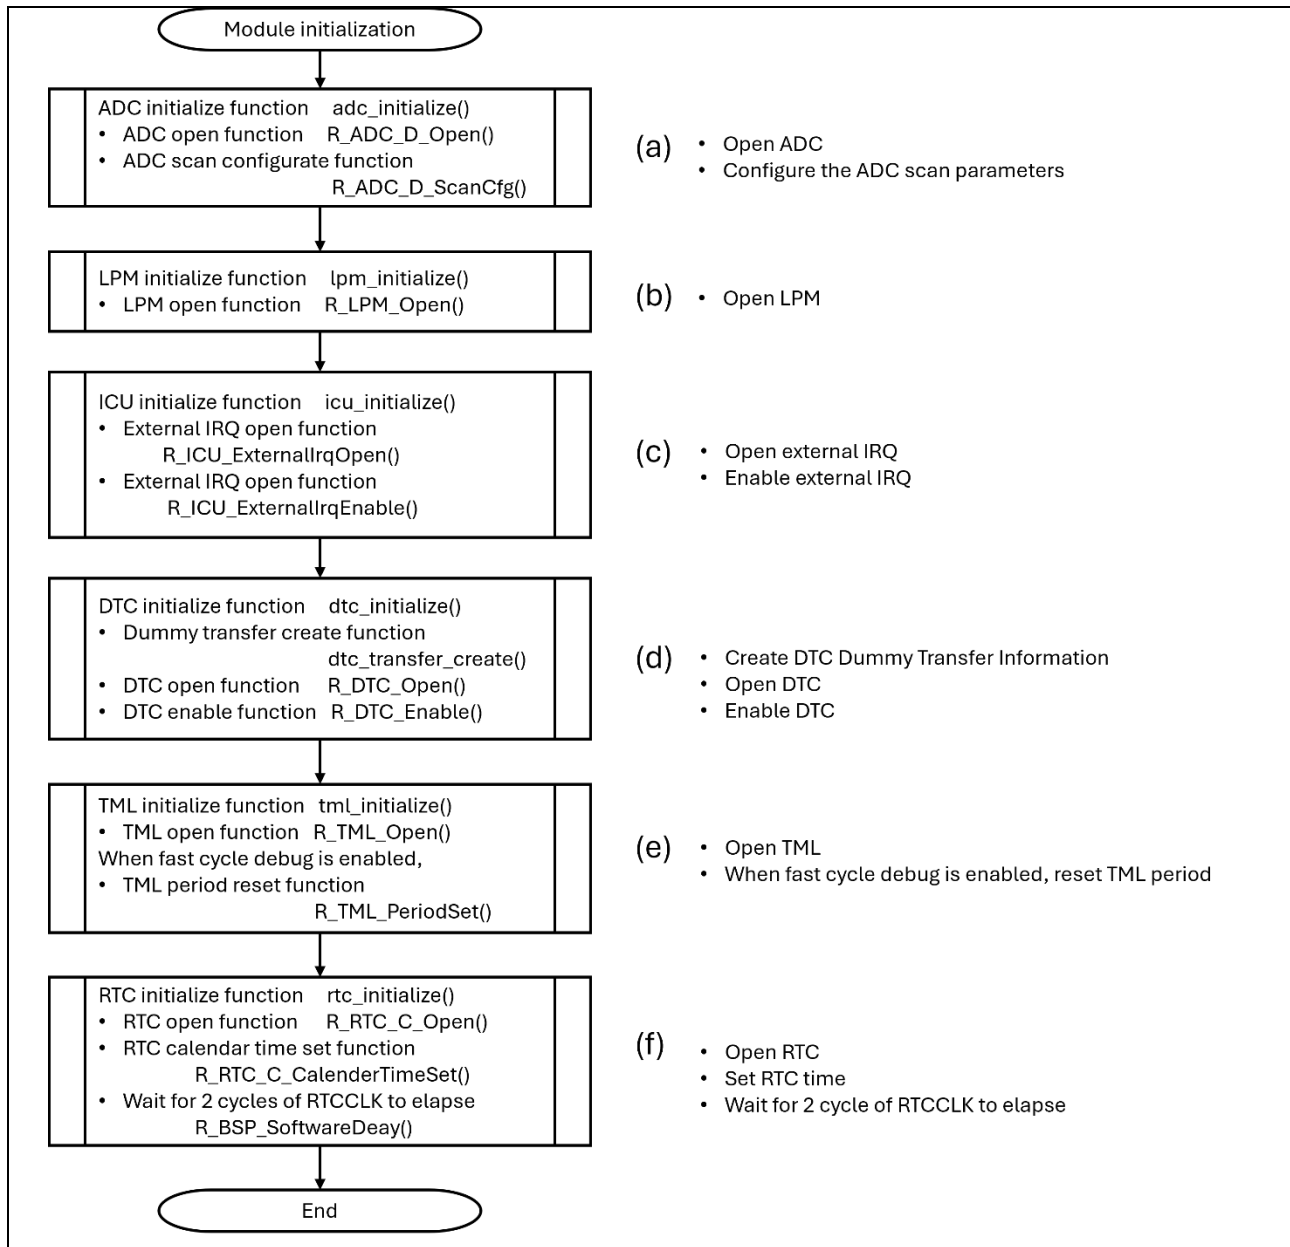 Module initialization
ADC initialize function adc_initialize()
• ADC open function R_ADC_D_Open()
• ADC scan configurate function
R_ADC_D_ScanCfg()
(a)
• Open ADC
• Configure the ADC scan parameters
LPM initialize function lpm_initialize()
• LPM open function R_LPM_Open()
(b)
• Open LPM
ICU initialize function icu_initialize()
• External IRQ open function
R_ICU_ExternalIrqOpen()
• External IRQ open function
R_ICU_ExternalIrqEnable()
(c)
• Open external IRQ
• Enable external IRQ
DTC initialize function dtc_initialize()
• Dummy transfer create function
dtc_transfer_create()
• DTC open function R_DTC_Open()
• DTC enable function R_DTC_Enable()
(d)
• Create DTC Dummy Transfer Information
• Open DTC
• Enable DTC
TML initialize function tml_initialize()
• TML open function R_TML_Open()
When fast cycle debug is enabled,
• TML period reset function
R_TML_PeriodSet()
(e)
• Open TML
• When fast cycle debug is enabled, reset TML period
RTC initialize function rtc_initialize()
• RTC open function R_RTC_C_Open()
• RTC calendar time set function
R_RTC_C_CalenderTimeSet()
• Wait for 2 cycles of RTCCLK to elapse
R_BSP_SoftwareDeay()
(f)
• Open RTC
• Set RTC time
• Wait for 2 cycle of RTCCLK to elapse
End